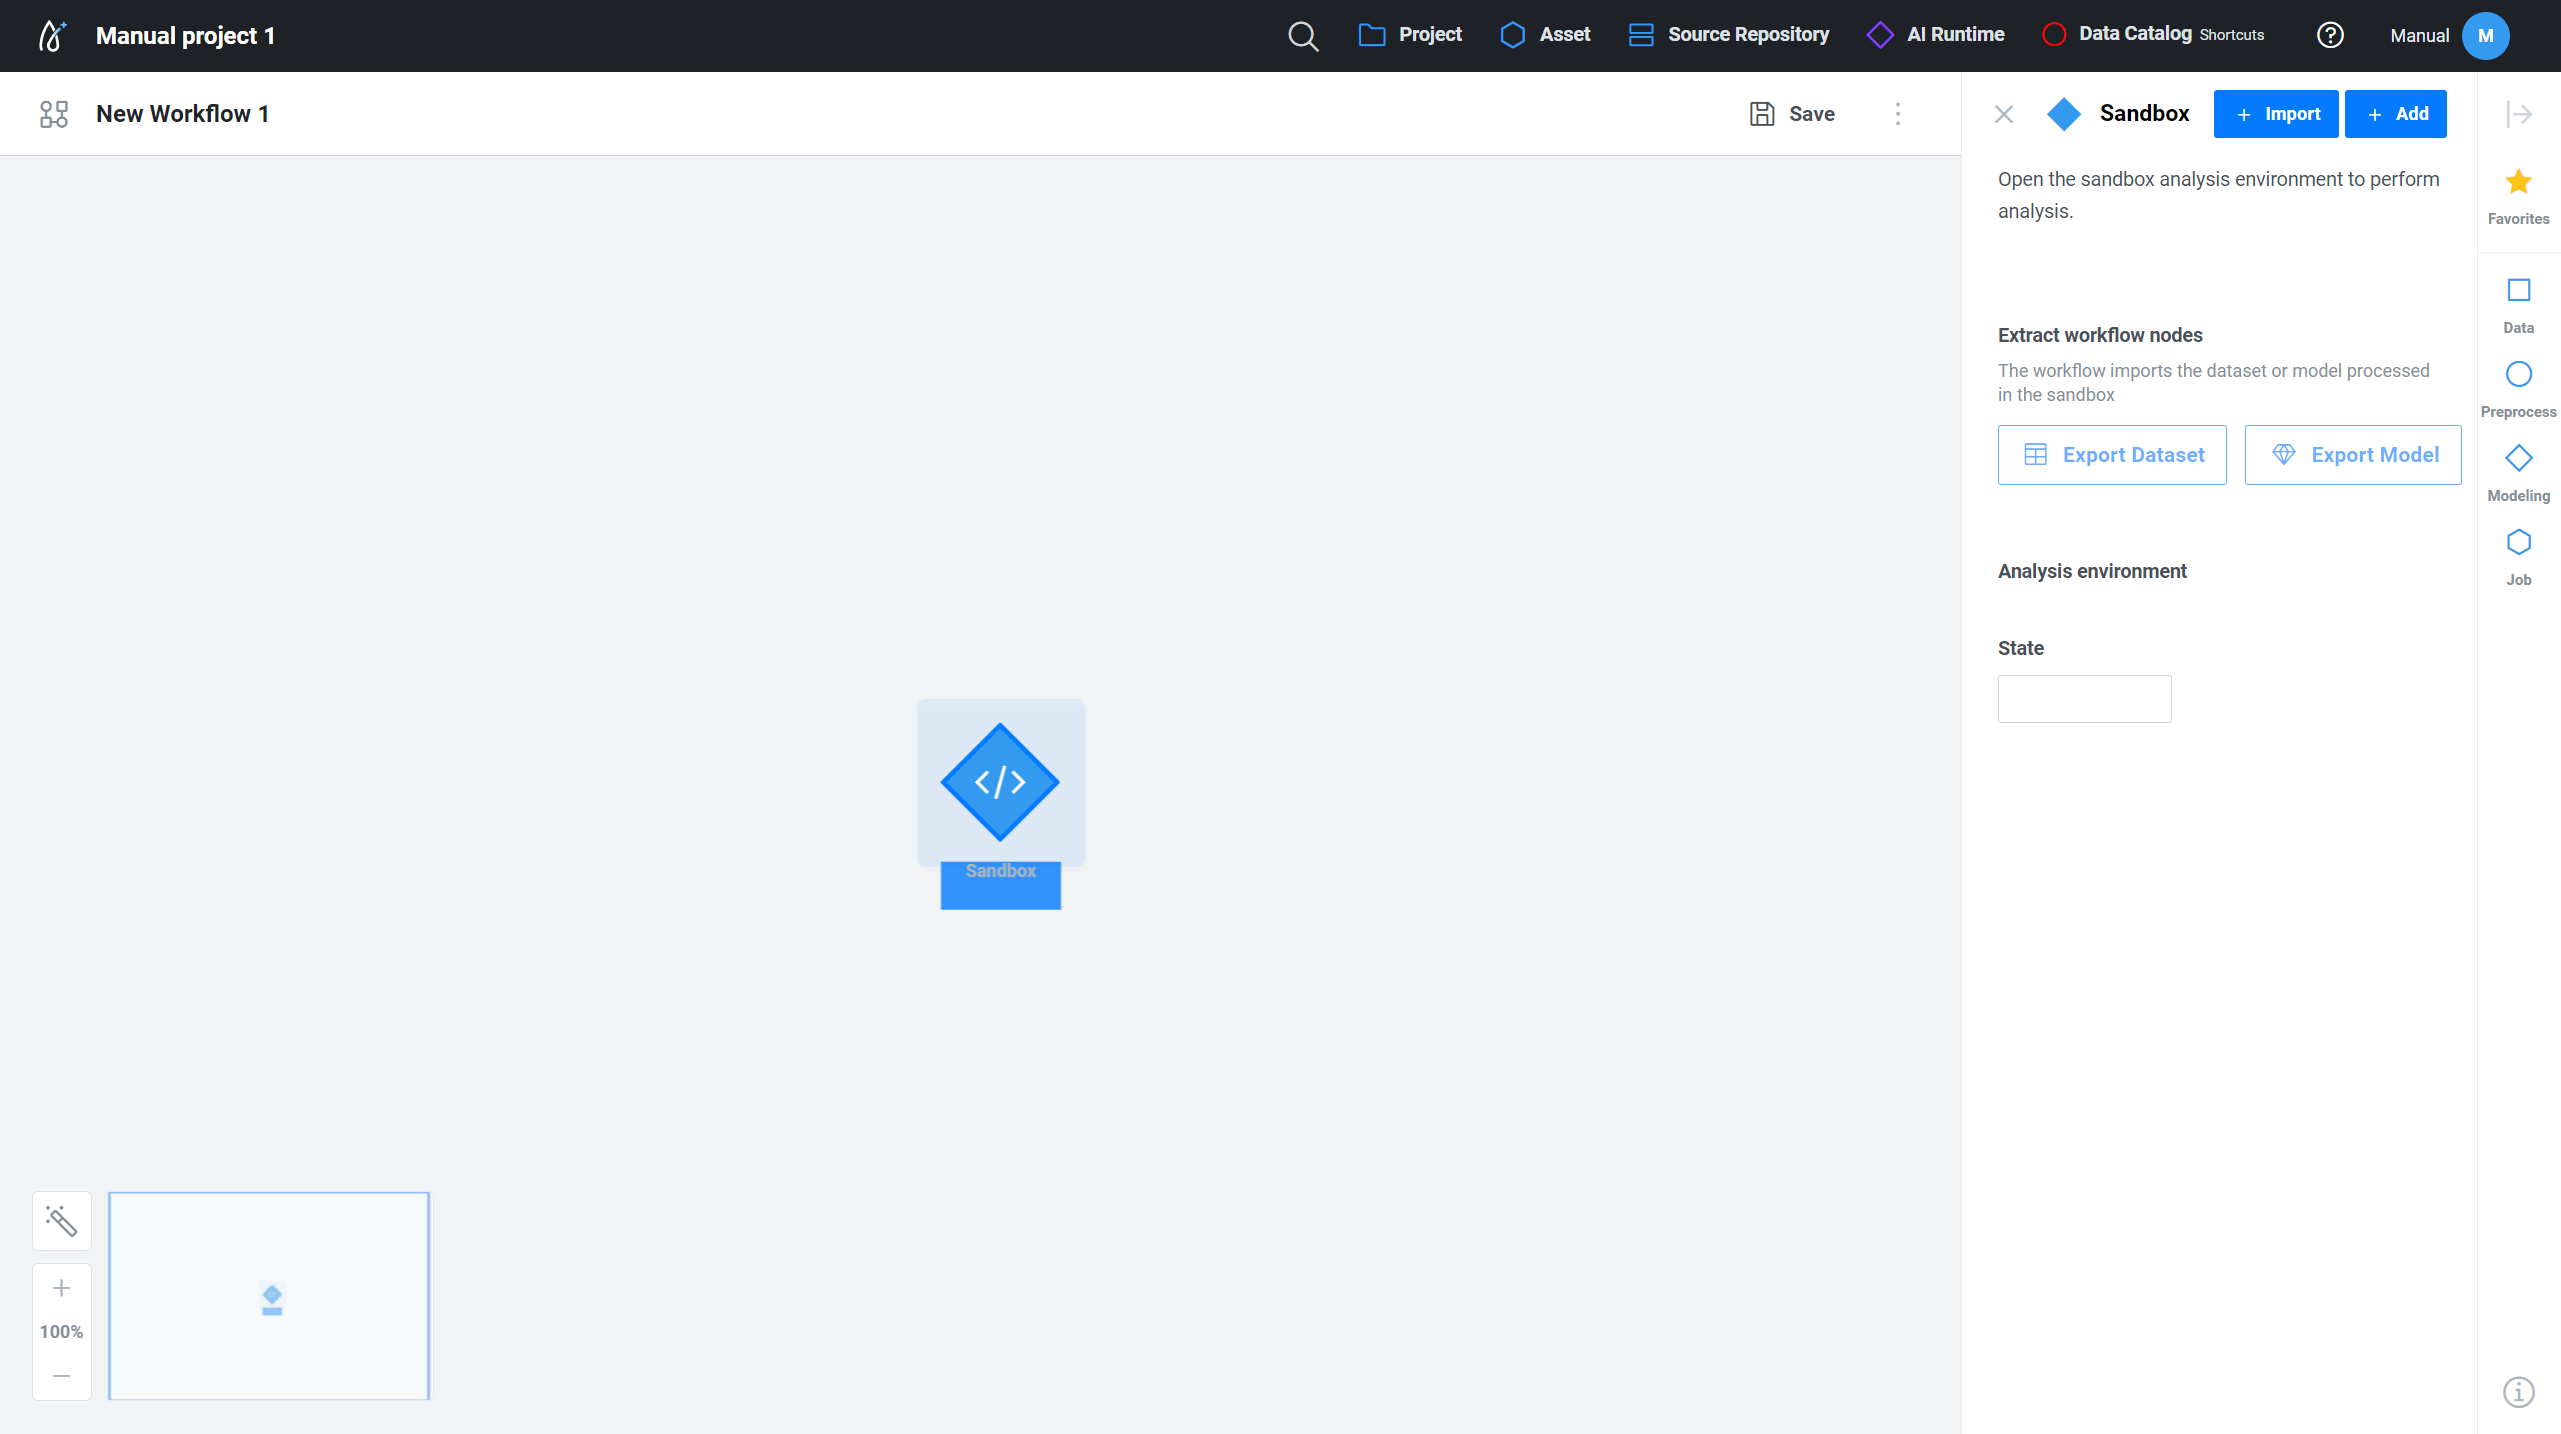 Manual project 1
Project
Asset
Source Repository
AI Runtime
Data Catalog Shortcuts
Manual
M
New Workflow 1
Save
Sandbox
Import
Add
Open the sandbox analysis environment to perform
analysis.
Extract workflow nodes
The workflow imports the dataset or model processed
in the sandbox
Export Dataset
Export Model
Analysis environment
State
Favorites
Data
Preprocess
Modeling
Job
Sandbox
100%